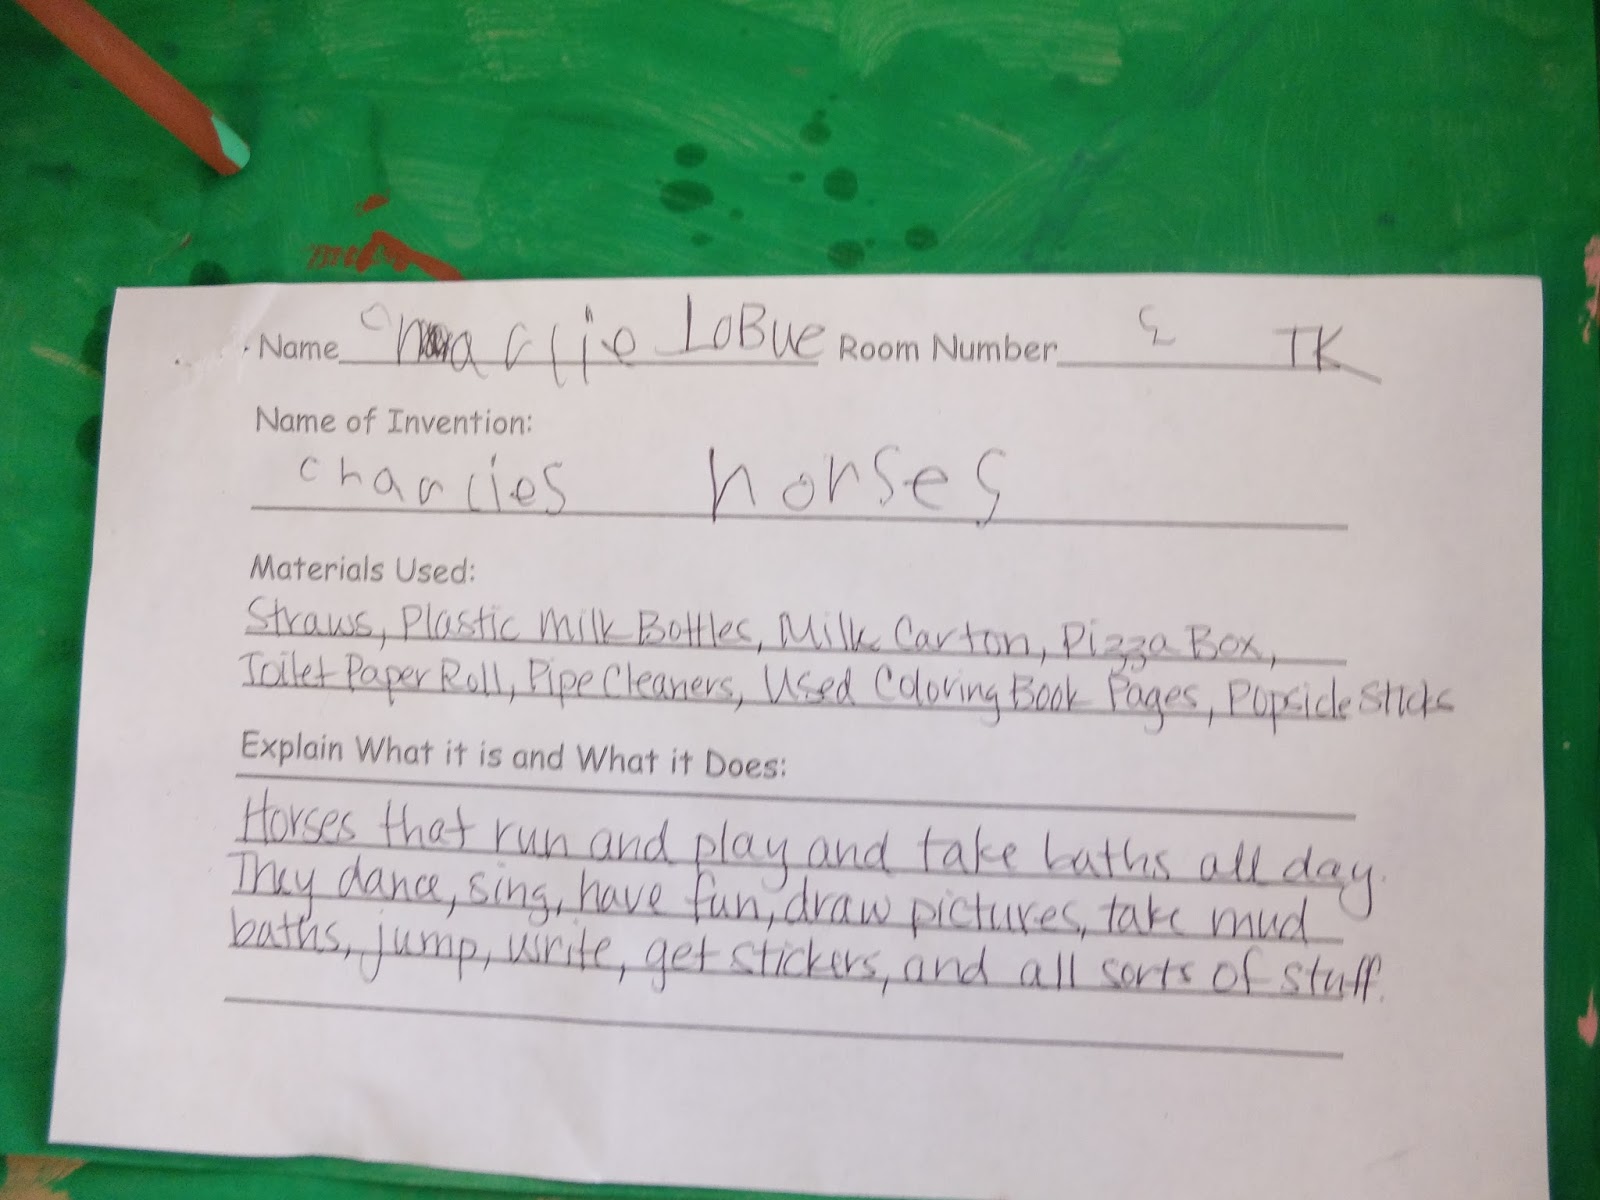 Name Charlie LoBue Room Number TK
Name of Invention:
charlies horses
Materials Used:
Straws, Plastic Milk Bottles, Milk Carton, Pizza Box,
Toilet Paper Roll, Pipe Cleaners, Used Coloring Book Pages, Popsicle Sticks
Explain What it is and What it Does:
Horses that run and play and take baths all day.
They dance, sing, have fun, draw pictures, take mud
baths, jump, write, get stickers, and all sorts of stuff.